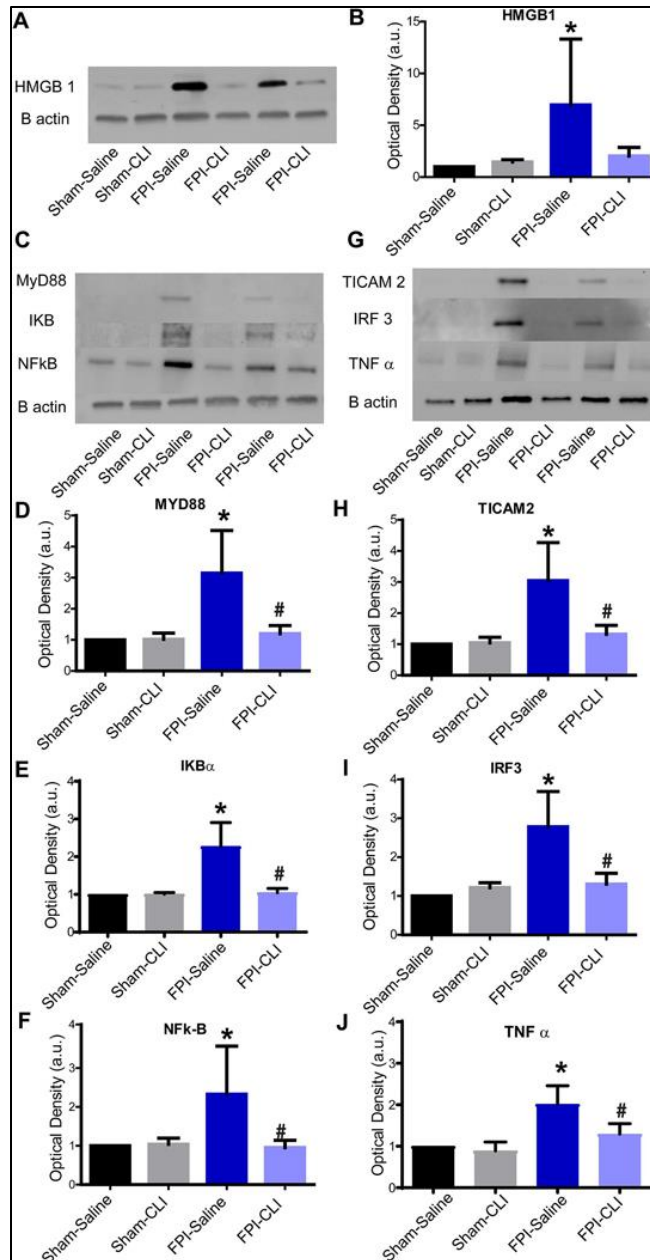 A
HMGB 1
B actin
Sham-Saline
Sham-CLI
FPI-Saline
FPI-CLI
FPI-Saline
FPI-CLI
B
HMGB1
Optical Density (a.u.)
15
10
5
0
*
Sham-Saline
Sham-CLI
FPI-Saline
FPI-CLI
C
MyD88
IKB
NFkB
B actin
Sham-Saline
Sham-CLI
FPI-Saline
FPI-CLI
FPI-Saline
FPI-CLI
G
TICAM 2
IRF 3
TNF α
B actin
Sham-Saline
Sham-CLI
FPI-Saline
FPI-CLI
FPI-Saline
FPI-CLI
D
MYD88
Optical Density (a.u.)
5
4
3
2
1
0
*
#
Sham-Saline
Sham-CLI
FPI-Saline
FPI-CLI
H
TICAM2
Optical Density (a.u.)
5
4
3
2
1
0
*
#
Sham-Saline
Sham-CLI
FPI-Saline
FPI-CLI
E
IKBα
Optical Density (a.u.)
4
3
2
1
0
*
#
Sham-Saline
Sham-CLI
FPI-Saline
FPI-CLI
I
IRF3
Optical Density (a.u.)
4
3
2
1
0
*
#
Sham-Saline
Sham-CLI
FPI-Saline
FPI-CLI
F
NFk-B
Optical Density (a.u.)
4
3
2
1
0
*
#
Sham-Saline
Sham-CLI
FPI-Saline
FPI-CLI
J
TNF α
Optical Density (a.u.)
4
3
2
1
0
*
#
Sham-Saline
Sham-CLI
FPI-Saline
FPI-CLI